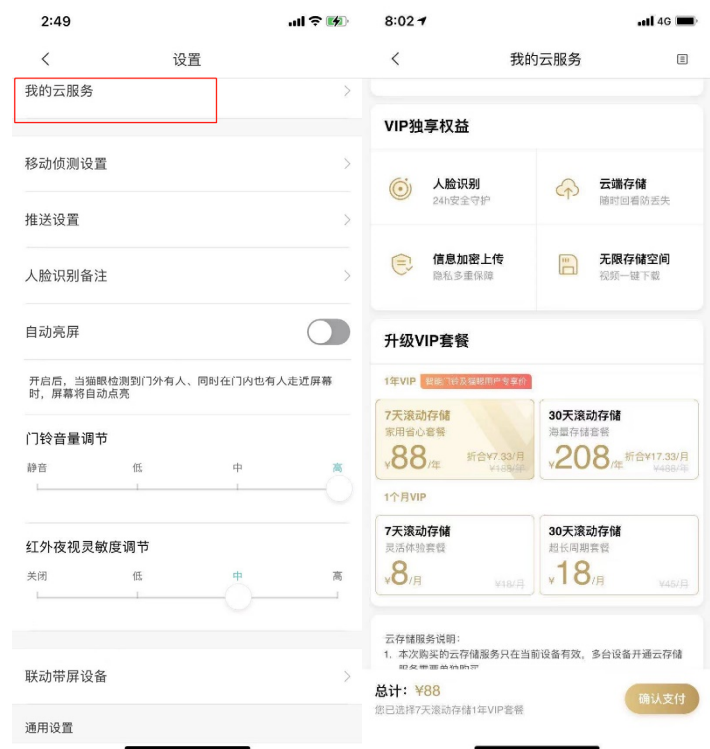 2:49
设置
我的云服务
移动侦测设置
推送设置
人脸识别备注
自动亮屏
开启后，当猫眼检测到门外有人、同时在门内也有人走近屏幕
时，屏幕将自动点亮
门铃音量调节
静音 低 中 高
红外夜视灵敏度调节
关闭 低 中 高
联动带屏设备
通用设置
8:02
4G
我的云服务
VIP独享权益
人脸识别
24h安全守护
云端存储
随时回看防丢失
信息加密上传
隐私多重保障
无限存储空间
视频一键下载
升级VIP套餐
1年VIP 智能门铃及猫眼用户专享价
7天滚动存储
家用省心套餐
¥88/年 折合¥7.33/月
¥188/年
30天滚动存储
海量存储套餐
¥208/年 折合¥17.33/月
¥488/年
1个月VIP
7天滚动存储
灵活体验套餐
¥8/月 ¥18/月
30天滚动存储
超长周期套餐
¥18/月 ¥45/月
云存储服务说明：
1. 本次购买的云存储服务只在当前设备有效，多台设备开通云存储
总计：¥88
您已选择7天滚动存储1年VIP套餐
确认支付